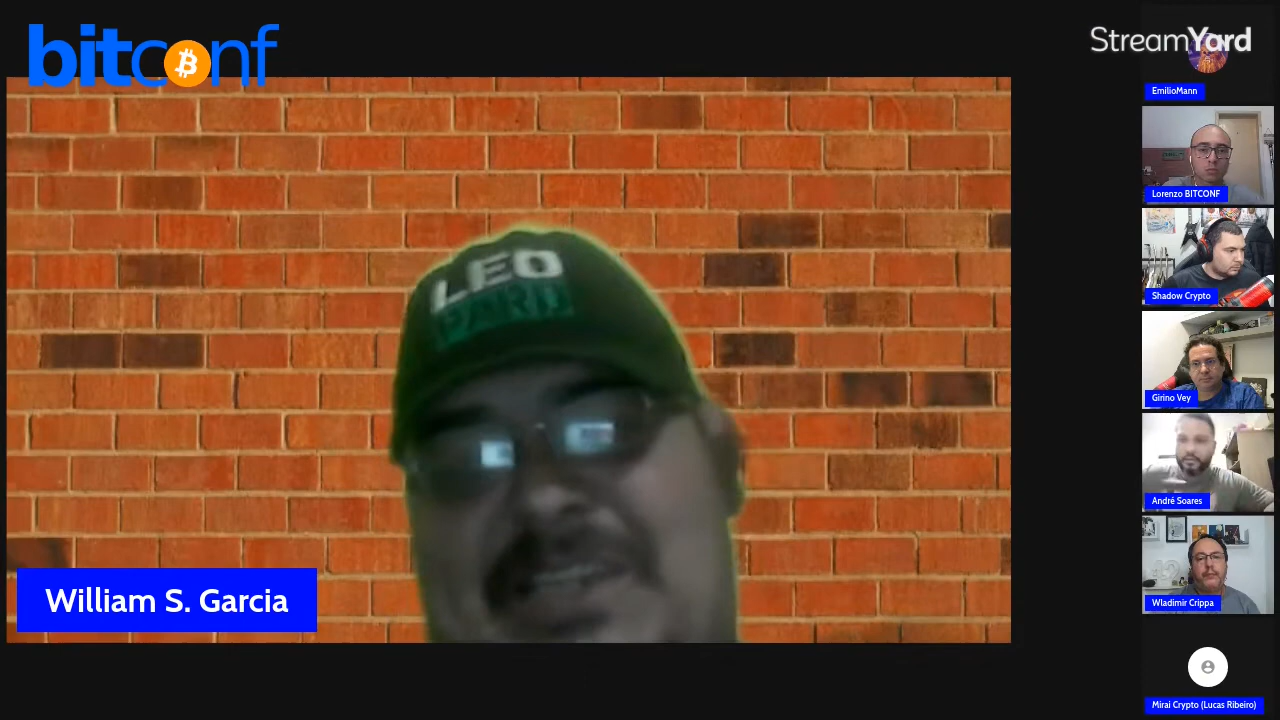 bitconf
StreamYard
EmilioMann
Lorenzo BITCONF
Shadow Crypto
LEO
Girino Vey
André Soares
William S. Garcia
Wladimir Crippa
Mirai Crypto (Lucas Ribeiro)